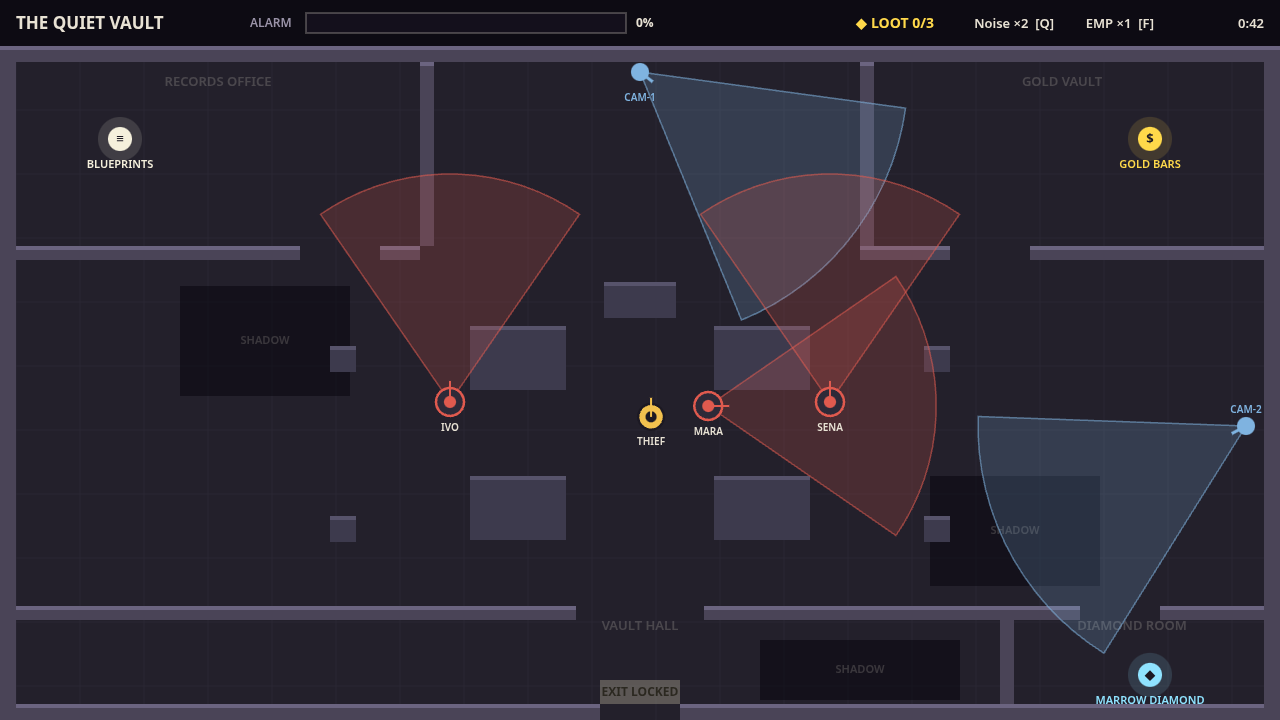 THE QUIET VAULT
ALARM
0%
◆ LOOT 0/3
Noise ×2 [Q]
EMP ×1 [F]
0:42
RECORDS OFFICE
GOLD VAULT
CAM-1
≡
$
BLUEPRINTS
GOLD BARS
SHADOW
CAM-2
IVO
MARA
SENA
THIEF
SHADOW
VAULT HALL
DIAMOND ROOM
SHADOW
◆
EXIT LOCKED
MARROW DIAMOND